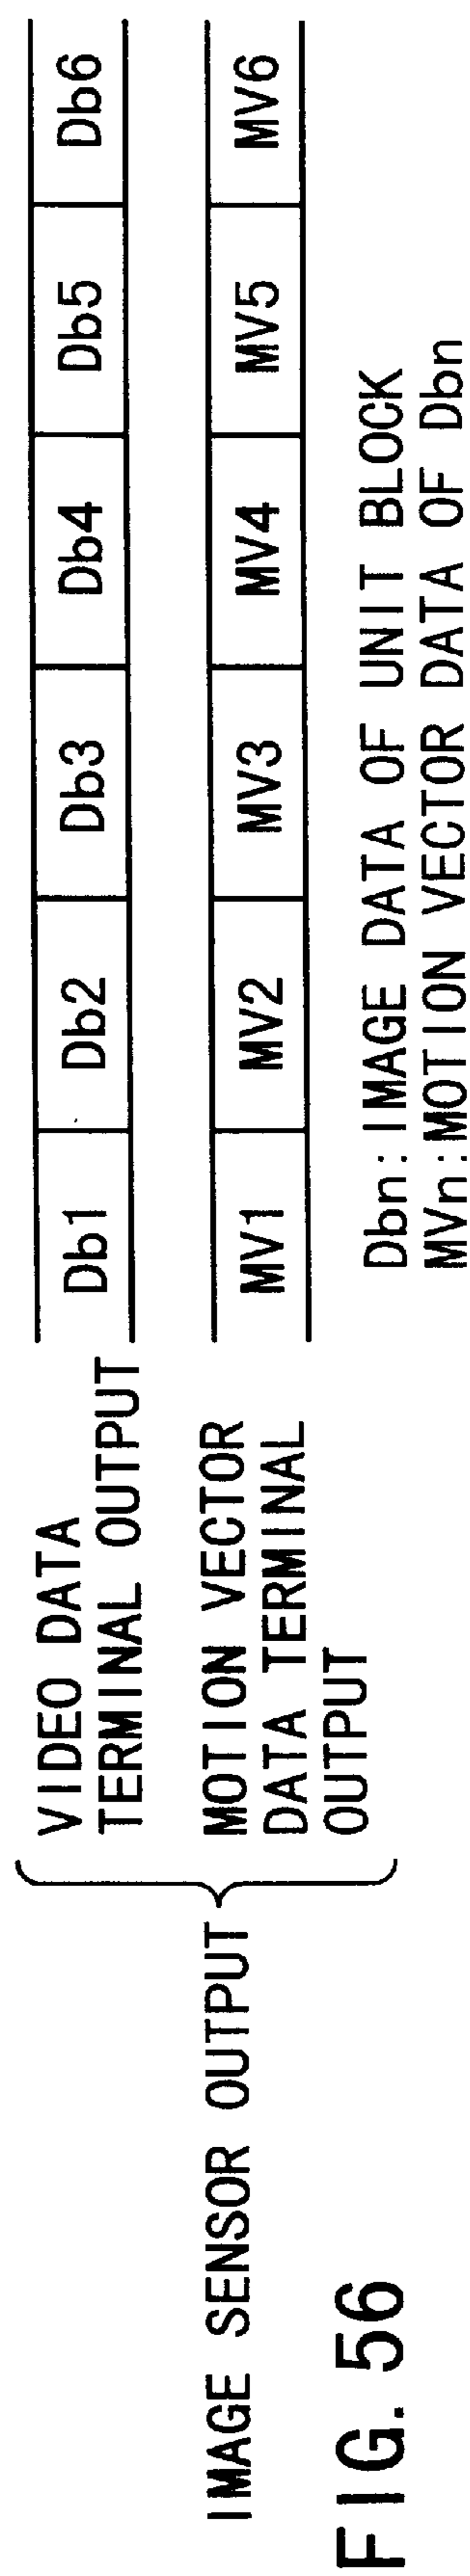 IMAGE SENSOR OUTPUT
VIDEO DATA
TERMINAL OUTPUT
Db1 Db2 Db3 Db4 Db5 Db6
MOTION VECTOR
DATA TERMINAL
OUTPUT
MV1 MV2 MV3 MV4 MV5 MV6
Dbn:IMAGE DATA OF UNIT BLOCK
MVn:MOTION VECTOR DATA OF Dbn
FIG. 56